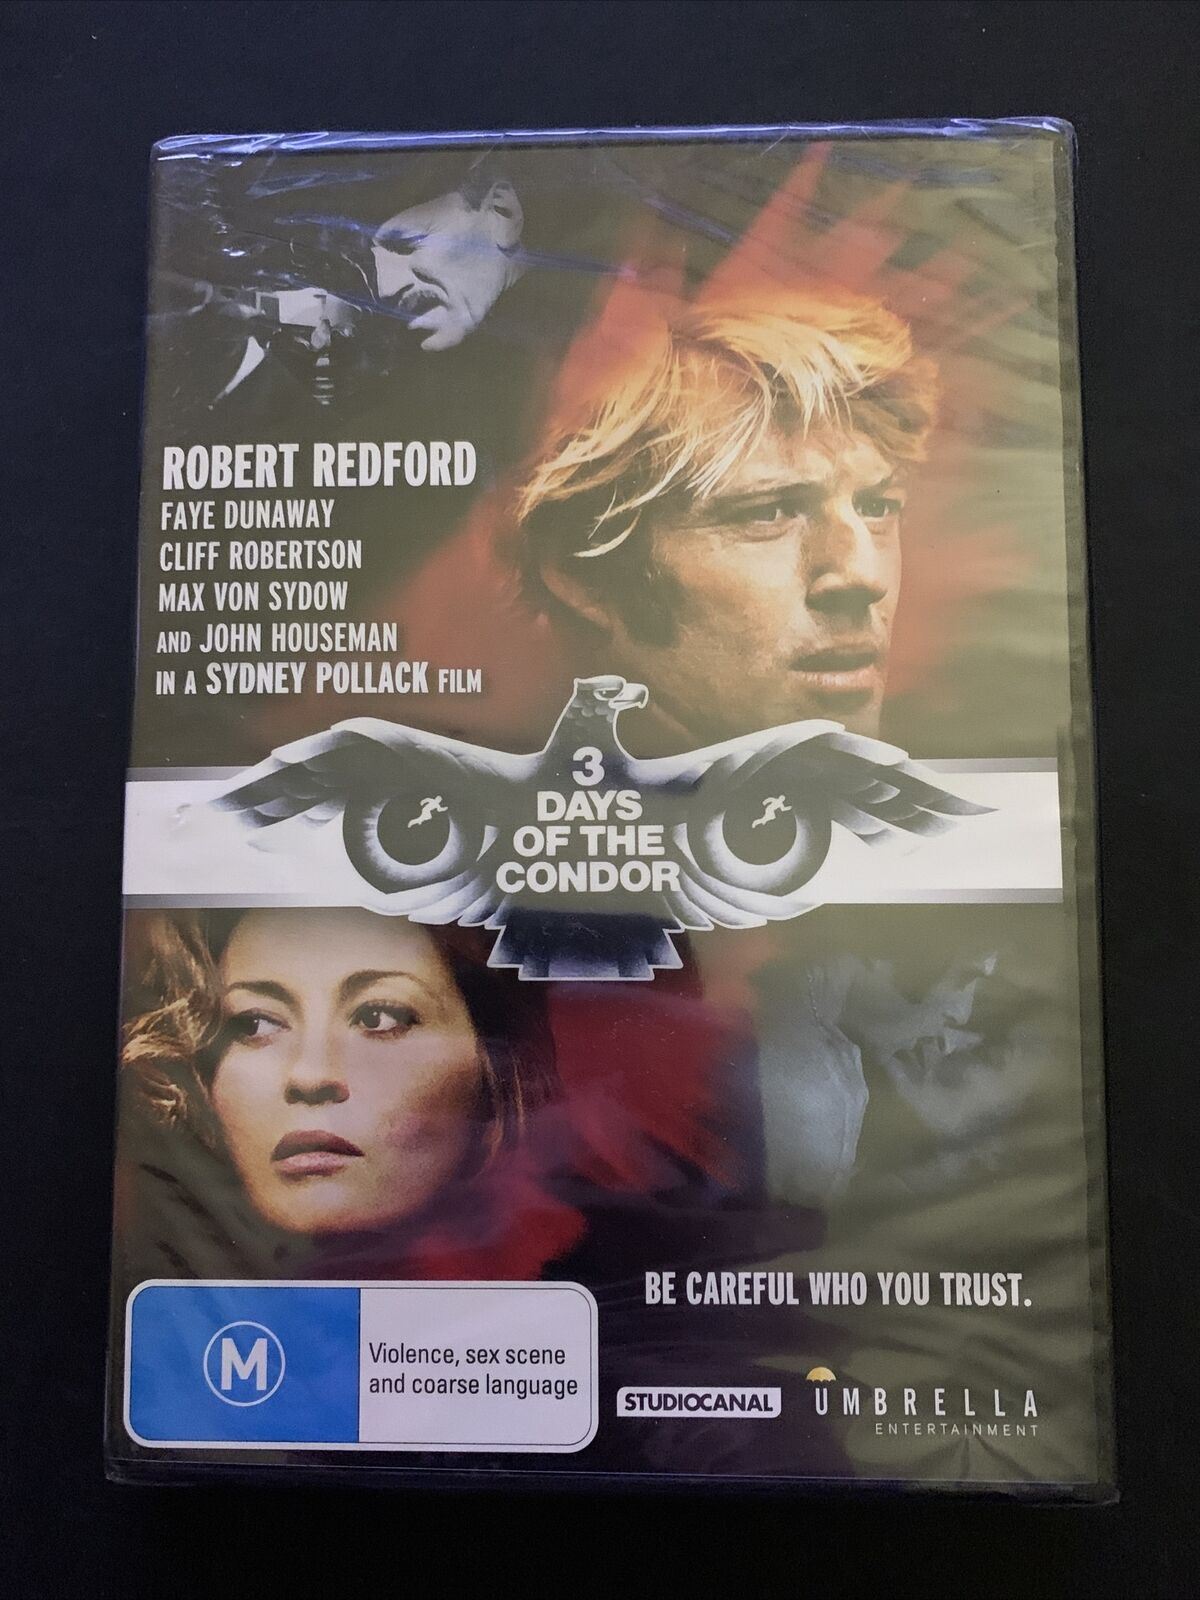 ROBERT REDFORD
FAYE DUNAWAY
CLIFF ROBERTSON
MAX VON SYDOW
AND JOHN HOUSEMAN
IN A SYDNEY POLLACK FILM
3
DAYS
OF THE
CONDOR
BE CAREFUL WHO YOU TRUST.
M
Violence, sex scene
and coarse language
STUDIOCANAL
UMBRELLA
ENTERTAINMENT